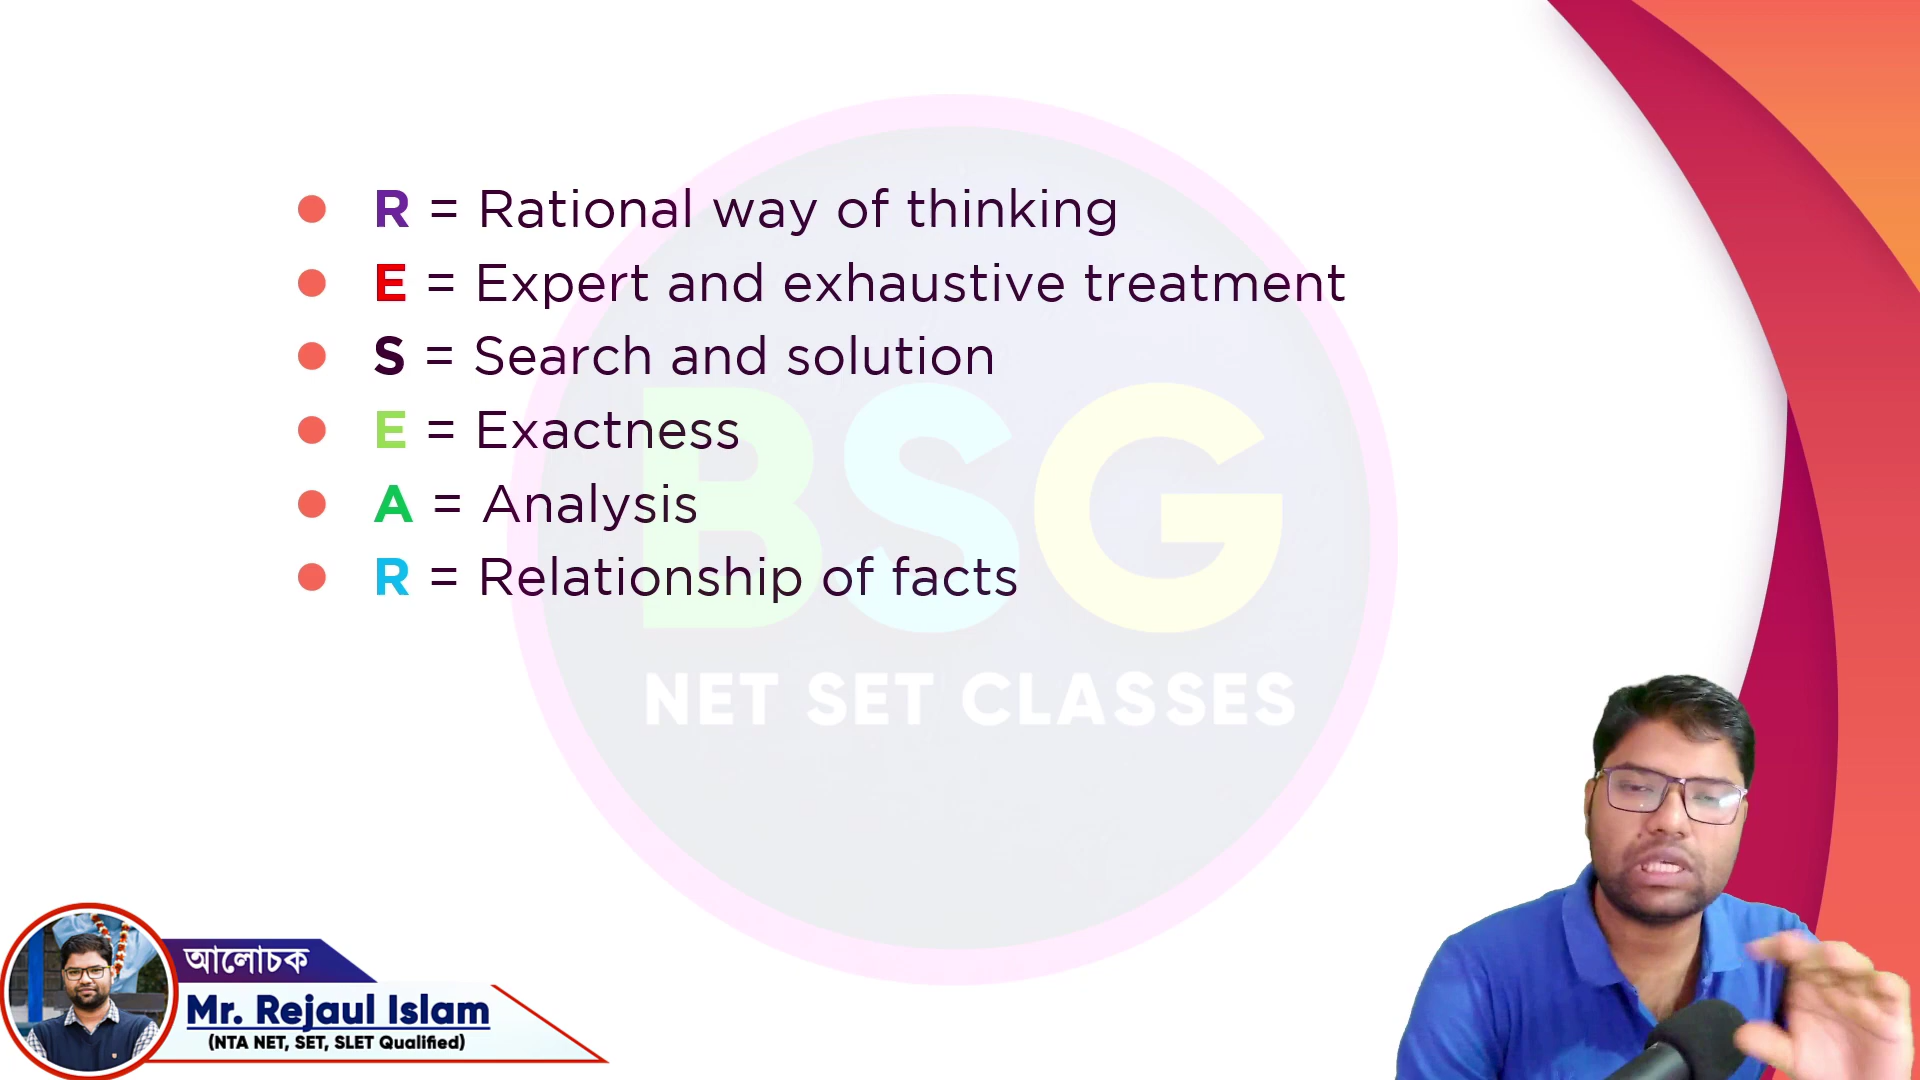 R = Rational way of thinking
E = Expert and exhaustive treatment
S = Search and solution
E = Exactness
A = Analysis
R = Relationship of facts
BSG
NET SET CLASSES
আলোচক
Mr. Rejaul Islam
(NTA NET, SET, SLET Qualified)